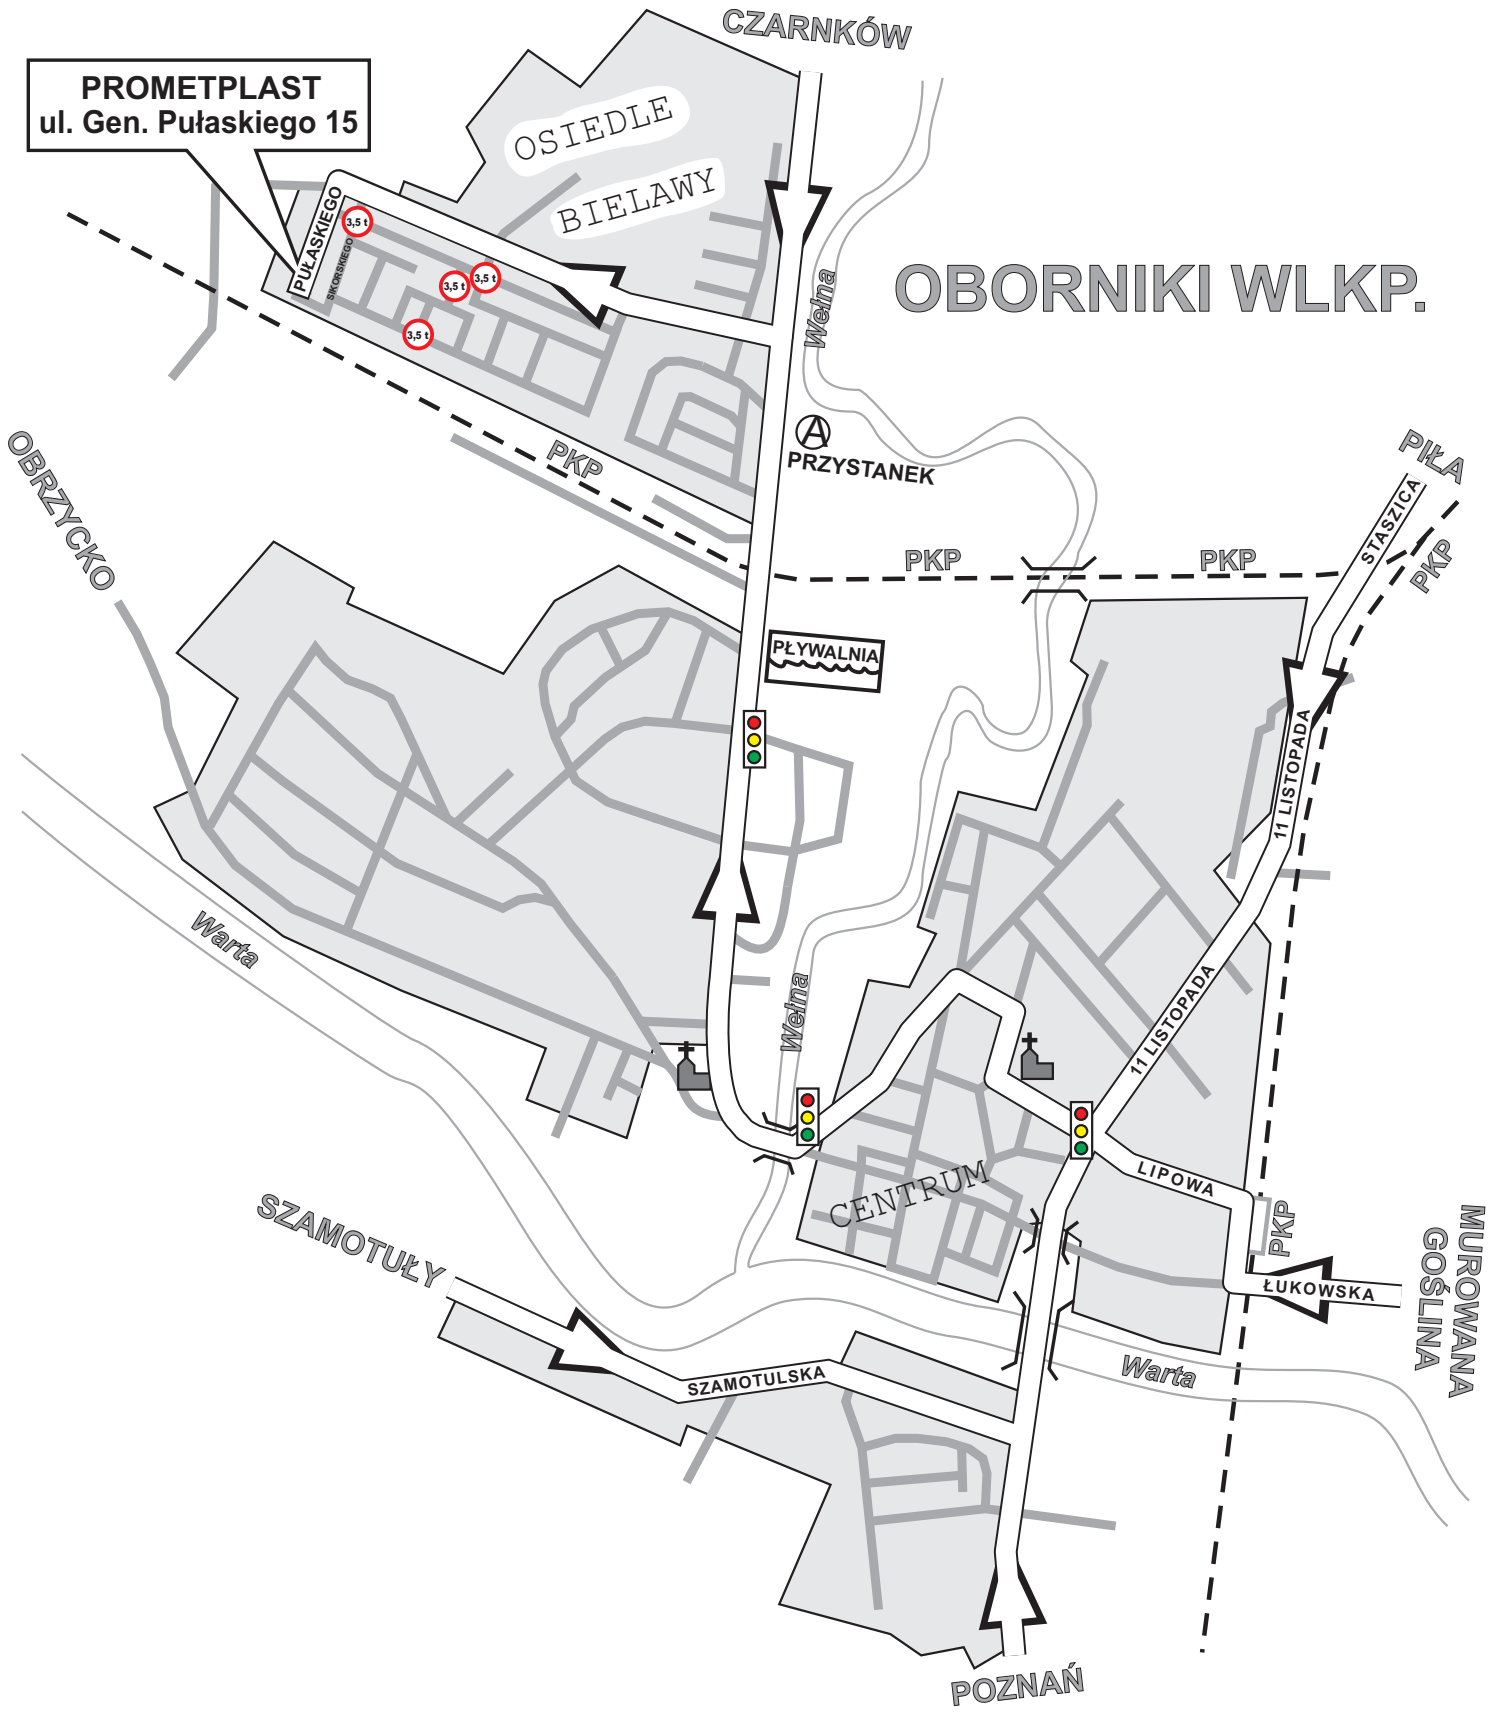 CZARNKÓW
PROMETPLAST
ul. Gen. Pułaskiego 15
OSIEDLE
BIELAWY
PUŁASKIEGO
SIKORSKIEGO
3,5 t
3,5 t
3,5 t
3,5 t
Wełna
OBORNIKI WLKP.
A
PRZYSTANEK
PKP
OBRZYCKO
PIŁA
STASZICA
PKP
PKP
PKP
PŁYWALNIA
11 LISTOPADA
Warta
Wełna
11 LISTOPADA
CENTRUM
LIPOWA
PKP
SZAMOTUŁY
ŁUKOWSKA
MUROWANA
GOŚLINA
SZAMOTULSKA
Warta
POZNAŃ